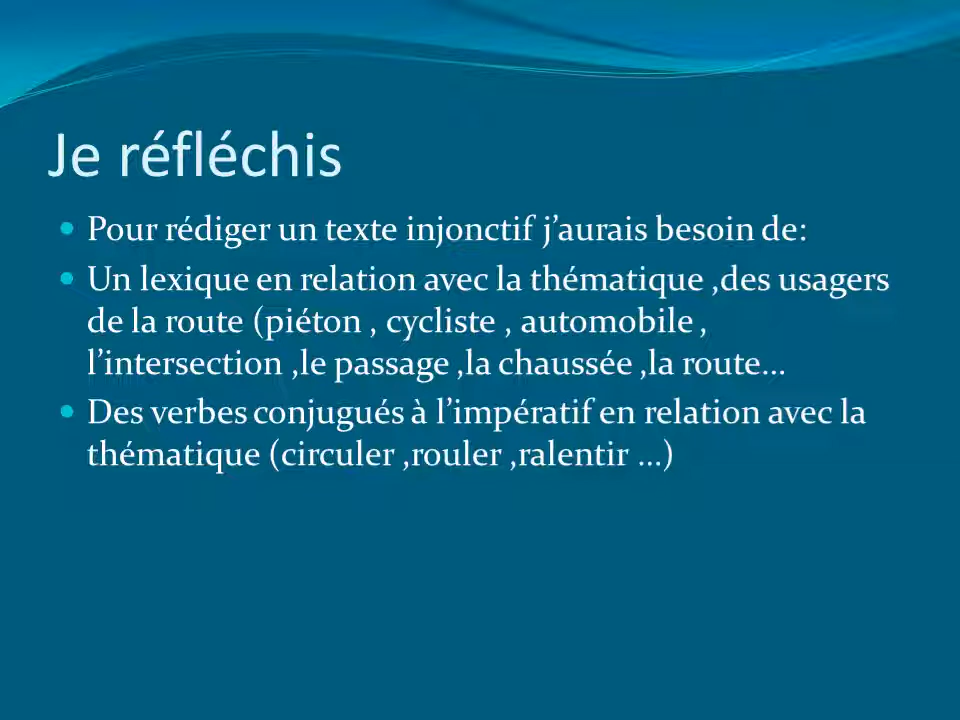 Je réfléchis
Pour rédiger un texte injonctif j’aurais besoin de:
Un lexique en relation avec la thématique ,des usagers
de la route (piéton , cycliste , automobile ,
l’intersection ,le passage ,la chaussée ,la route…
Des verbes conjugués à l’impératif en relation avec la
thématique (circuler ,rouler ,ralentir …)